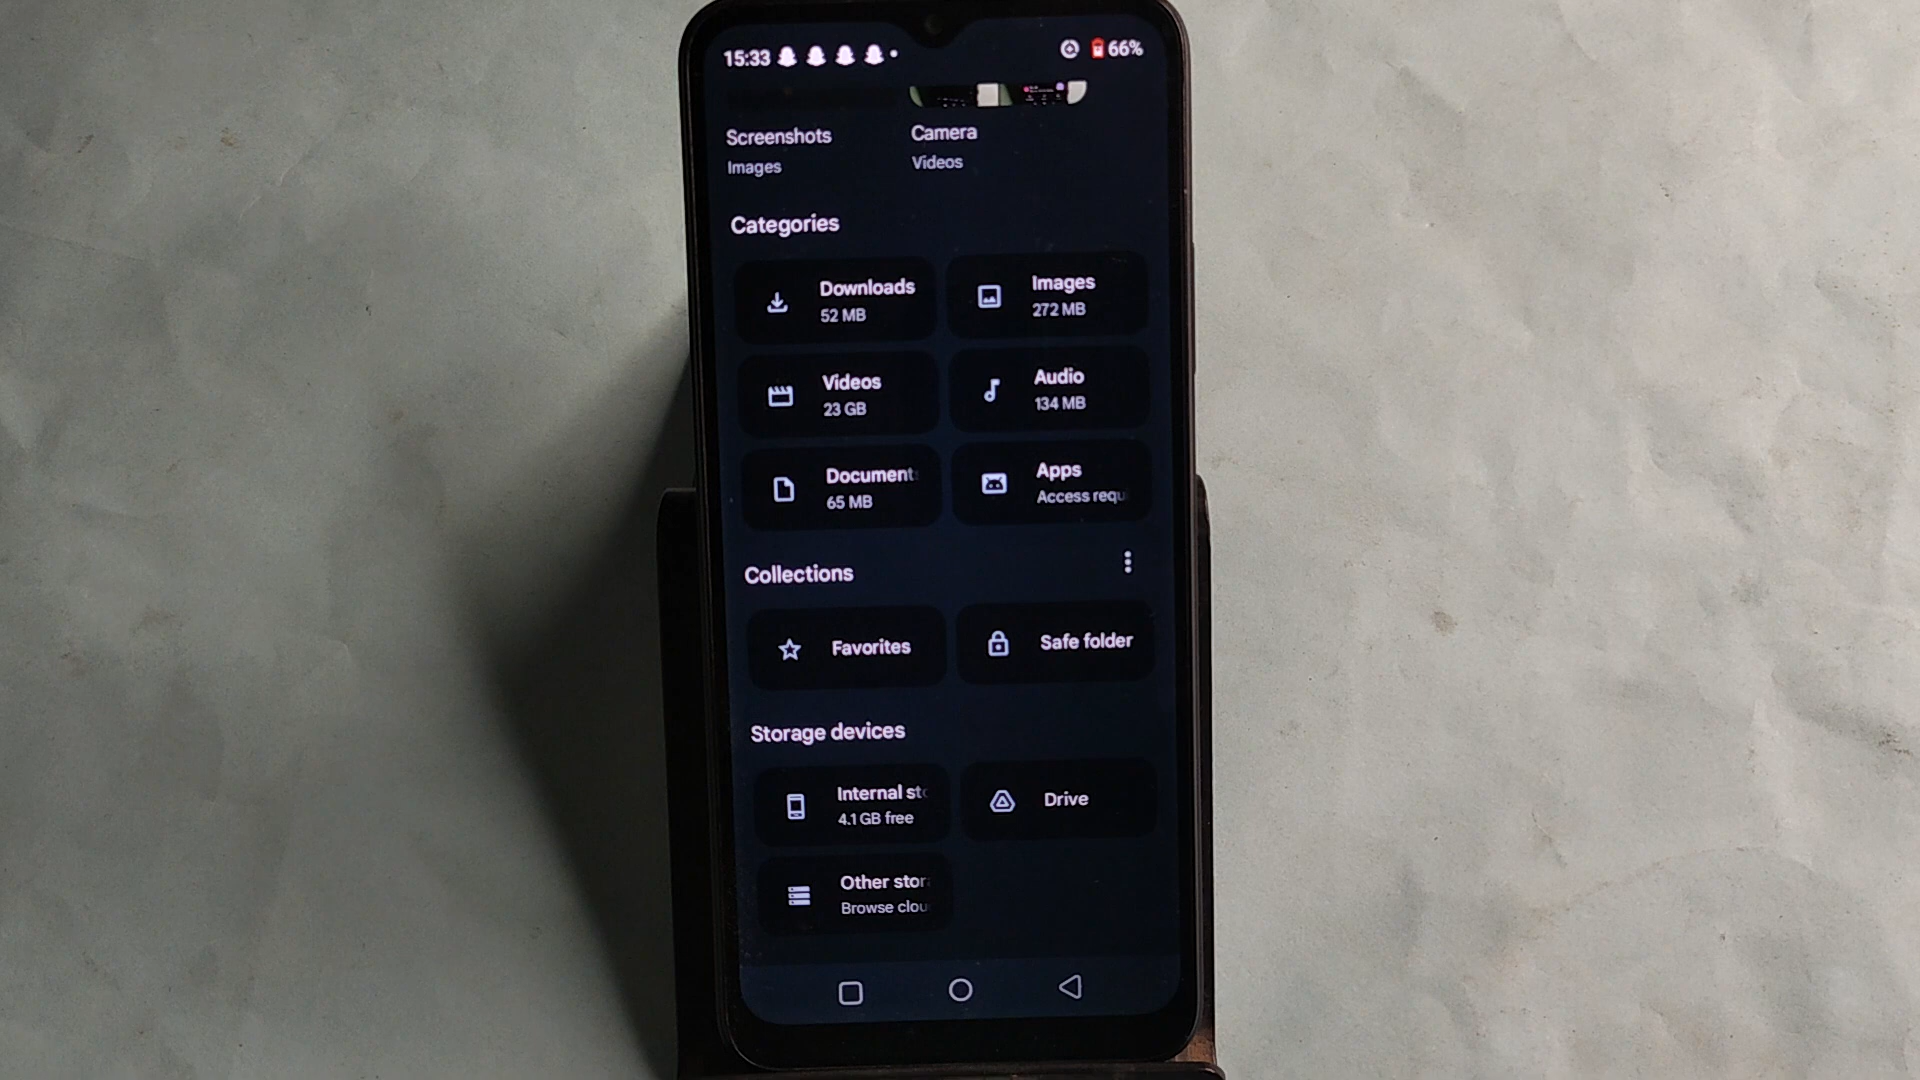 15:33 66%
Screenshots Camera
Images Videos
Categories
Downloads Images
52 MB 272 MB
Videos Audio
23 GB 134 MB
Document Apps
65 MB Access requ
Collections
Favorites Safe folder
Storage devices
Internal sto Drive
4.1 GB free
Other stor
Browse clou